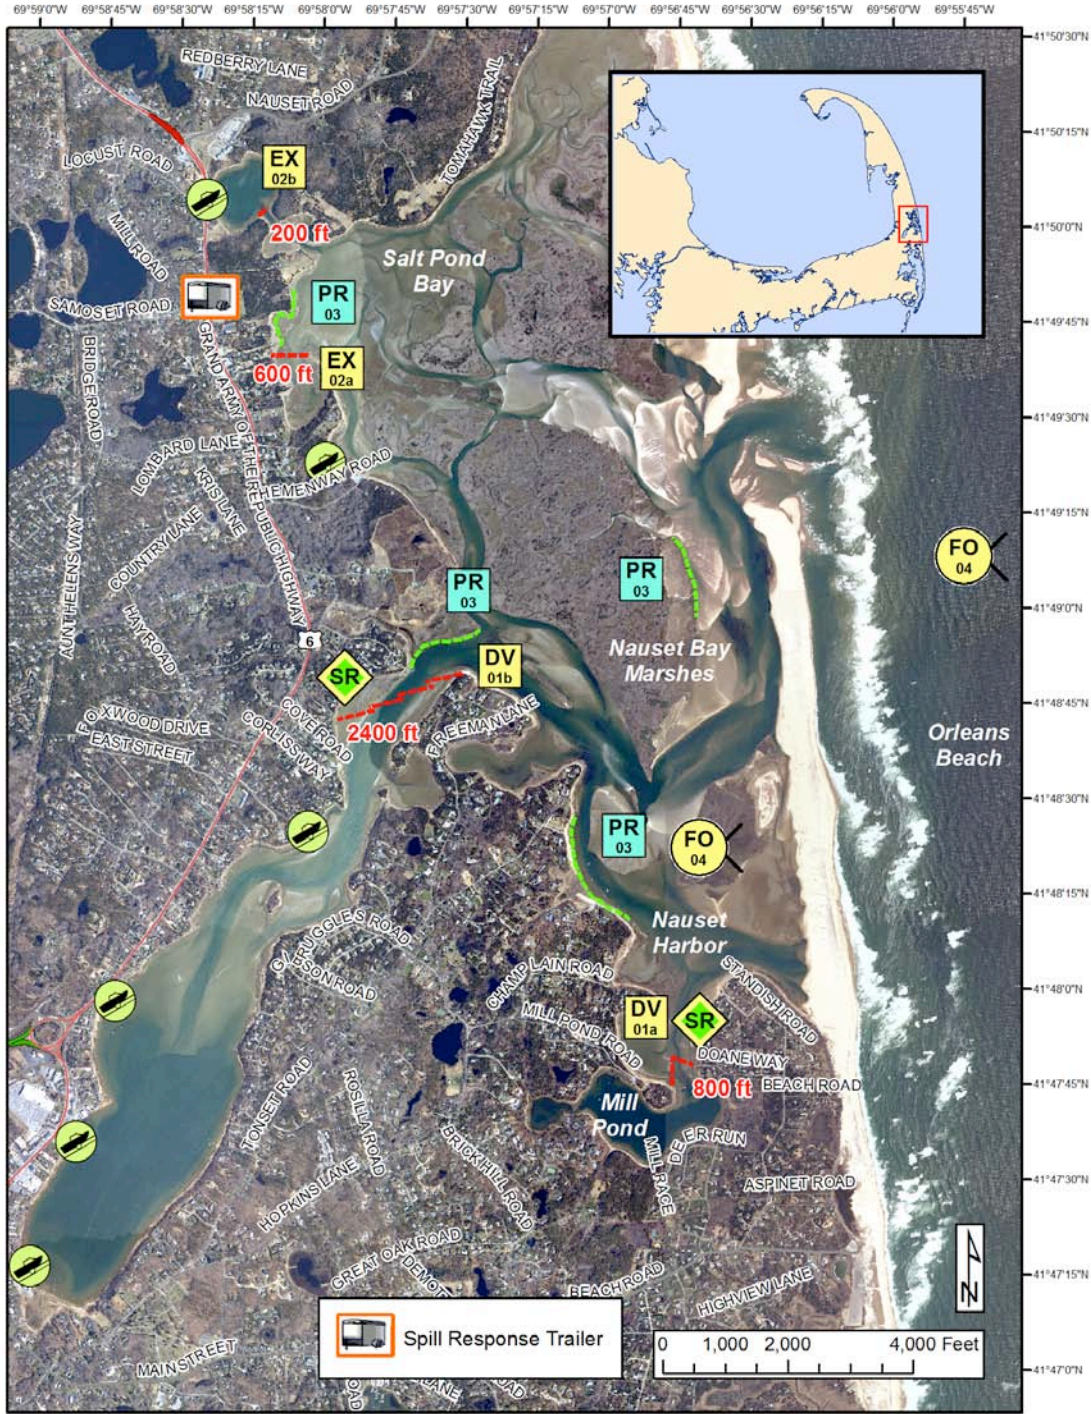 69°59'0"W 69°58'45"W 69°58'30"W 69°58'15"W 69°58'0"W 69°57'45"W 69°57'30"W 69°57'15"W 69°57'0"W 69°56'45"W 69°56'30"W 69°56'15"W 69°56'0"W 69°55'45"W
41°50'30"N
REDBERRY LANE
NAUSET ROAD
TOMAHAWK TRAIL
41°50'15"N
LOCUST ROAD
EX
02b
200 ft
41°50'0"N
MILL ROAD
Salt Pond
Bay
SAMOSET ROAD
PR
03
41°49'45"N
BRIDGE ROAD
GRAND ARMY OF THE REPUBLIC HIGHWAY
600 ft
EX
02a
41°49'30"N
LOMBARD LANE
KRIS LANE
HEMENWAY ROAD
41°49'15"N
COUNTRY LANE
AUNT HELENS WAY
FO
04
PR
03
PR
03
41°49'0"N
HAY ROAD
6
Nauset Bay
Marshes
SR
DV
01b
41°48'45"N
FOXWOOD DRIVE
EAST STREET
CORLISS WAY
COVE ROAD
2400 ft
FREEMAN LANE
Orleans
Beach
41°48'30"N
PR
03
FO
04
41°48'15"N
Nauset
Harbor
STRUGGLES ROAD
GIBSON ROAD
CHAMPLAIN ROAD
STANDISH ROAD
41°48'0"N
MILL POND ROAD
DV
01a
SR
DOANE WAY
BEACH ROAD
800 ft
41°47'45"N
Mill
Pond
TONSET ROAD
ROSILLA ROAD
BRICK HILL ROAD
MILL RACE
DEER RUN
ASPINET ROAD
41°47'30"N
HOPKINS LANE
GREAT OAK ROAD
BEACH ROAD
HIGHVIEW LANE
41°47'15"N
N
Spill Response Trailer
0 1,000 2,000 4,000 Feet
MAIN STREET
LANE
41°47'0"N